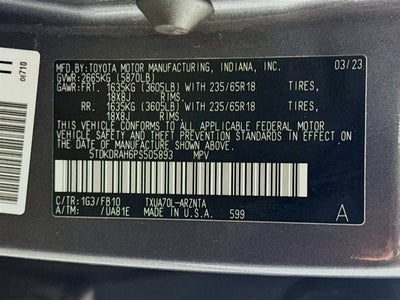 MFD.BY:TOYOTA MOTOR MANUFACTURING, INDIANA, INC. 03/23
GVWR:2665KG (5870LB)
GAWR:FRT. 1635KG (3605LB) WITH 235/65R18 TIRES,
18X8J RIMS,
RR. 1635KG (3605LB) WITH 235/65R18 TIRES,
18X8J RIMS.
THIS VEHICLE CONFORMS TO ALL APPLICABLE FEDERAL MOTOR
VEHICLE SAFETY STANDARDS IN EFFECT ON THE DATE OF
MANUFACTURE SHOWN ABOVE.
5TDKDRAH6PS505893 MPV
C/TR:1G3/FB10 TXUA70L-ARZNTA
A/TM: /UA81E MADE IN U.S.A. 599 A